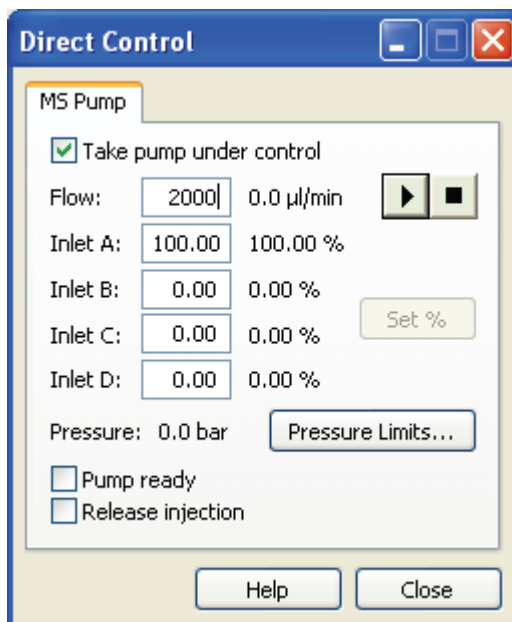 Direct Control
MS Pump
Take pump under control
Flow: 2000 0.0 µl/min
Inlet A: 100.00 100.00 %
Inlet B: 0.00 0.00 %
Set %
Inlet C: 0.00 0.00 %
Inlet D: 0.00 0.00 %
Pressure: 0.0 bar Pressure Limits...
Pump ready
Release injection
Help Close